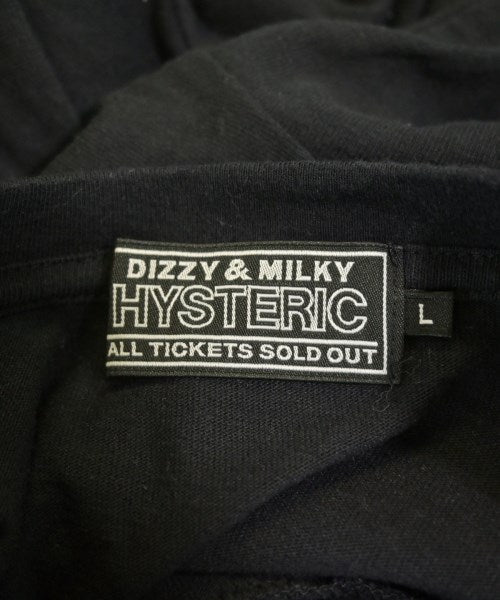 DIZZY & MILKY
HYSTERIC
ALL TICKETS SOLD OUT
L